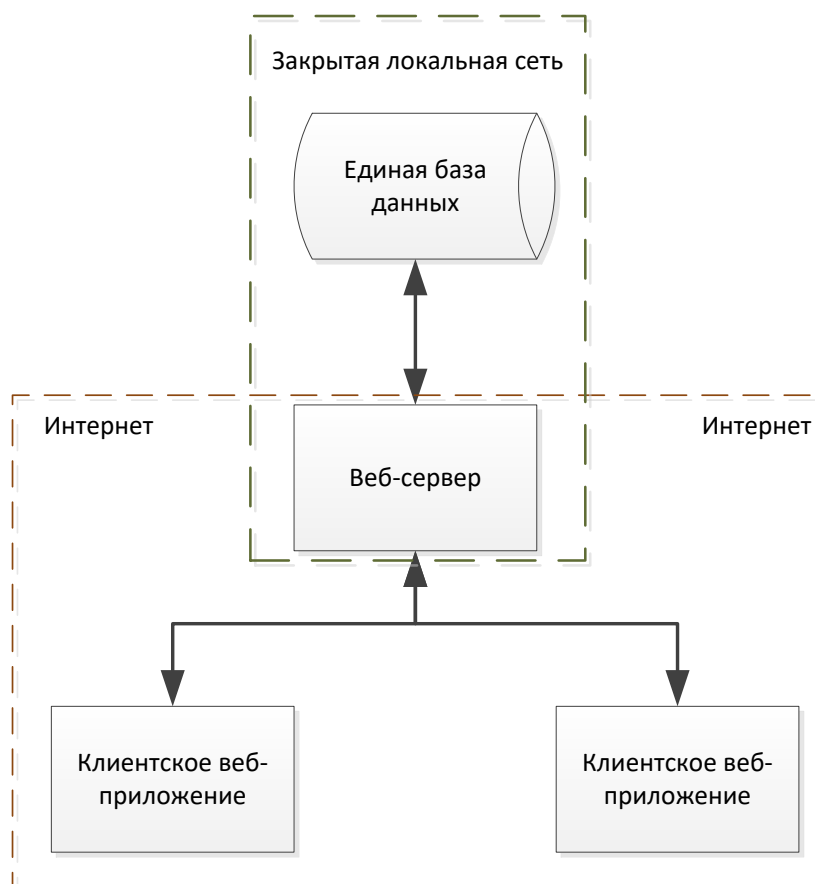 Закрытая локальная сеть
Единая база
данных
Интернет
Интернет
Веб-сервер
Клиентское веб-
приложение
Клиентское веб-
приложение